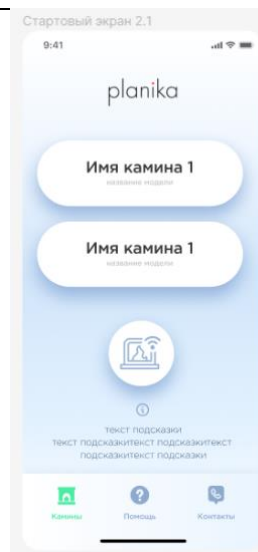 Стартовый экран 2.1
9:41
planika
Имя камина 1
название модели
Имя камина 1
название модели
текст подсказки
текст подсказкитекст подсказкитекст
подсказкитекст подсказки
Камины Помощь Контакты